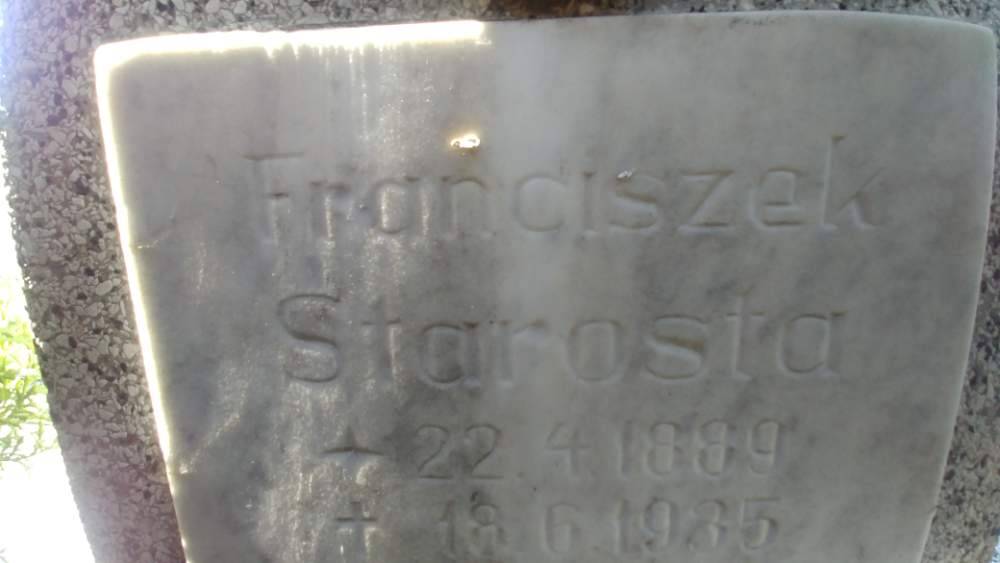 Franciszek
Starosta
* 22.4.1889
+ 18.6.1935